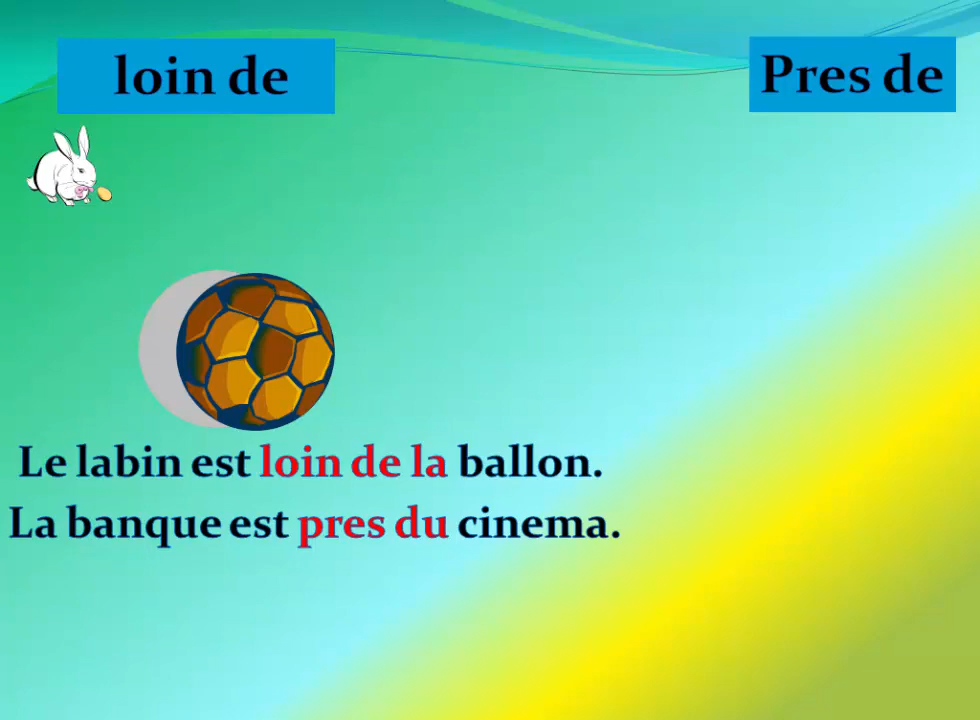 loin de
Pres de
Le labin est loin de la ballon.
La banque est pres du cinema.